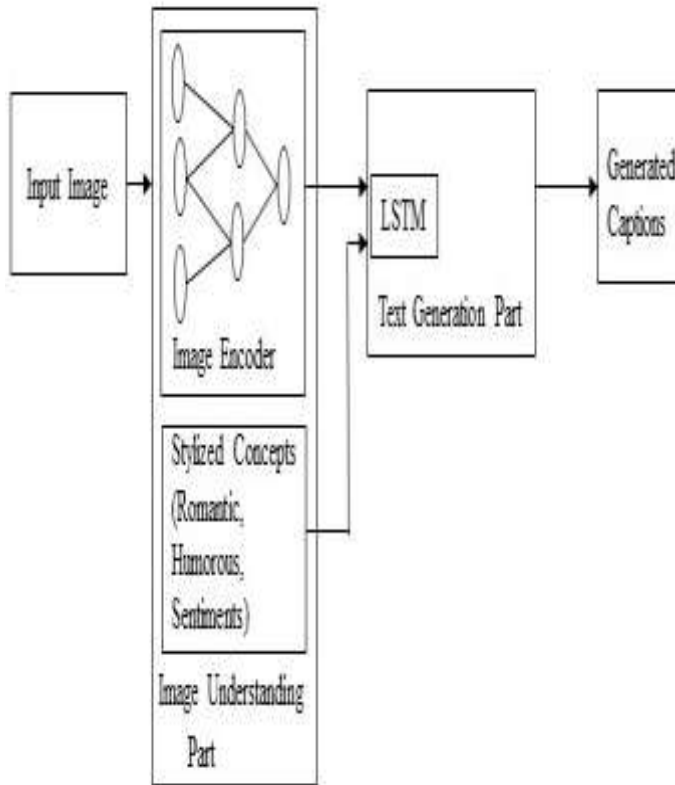 Input Image
Image Encoder
Stylized Concepts
(Romantic,
Humorous,
Sentiments)
Image Understanding
Part
LSTM
Text Generation Part
Generated
Captions